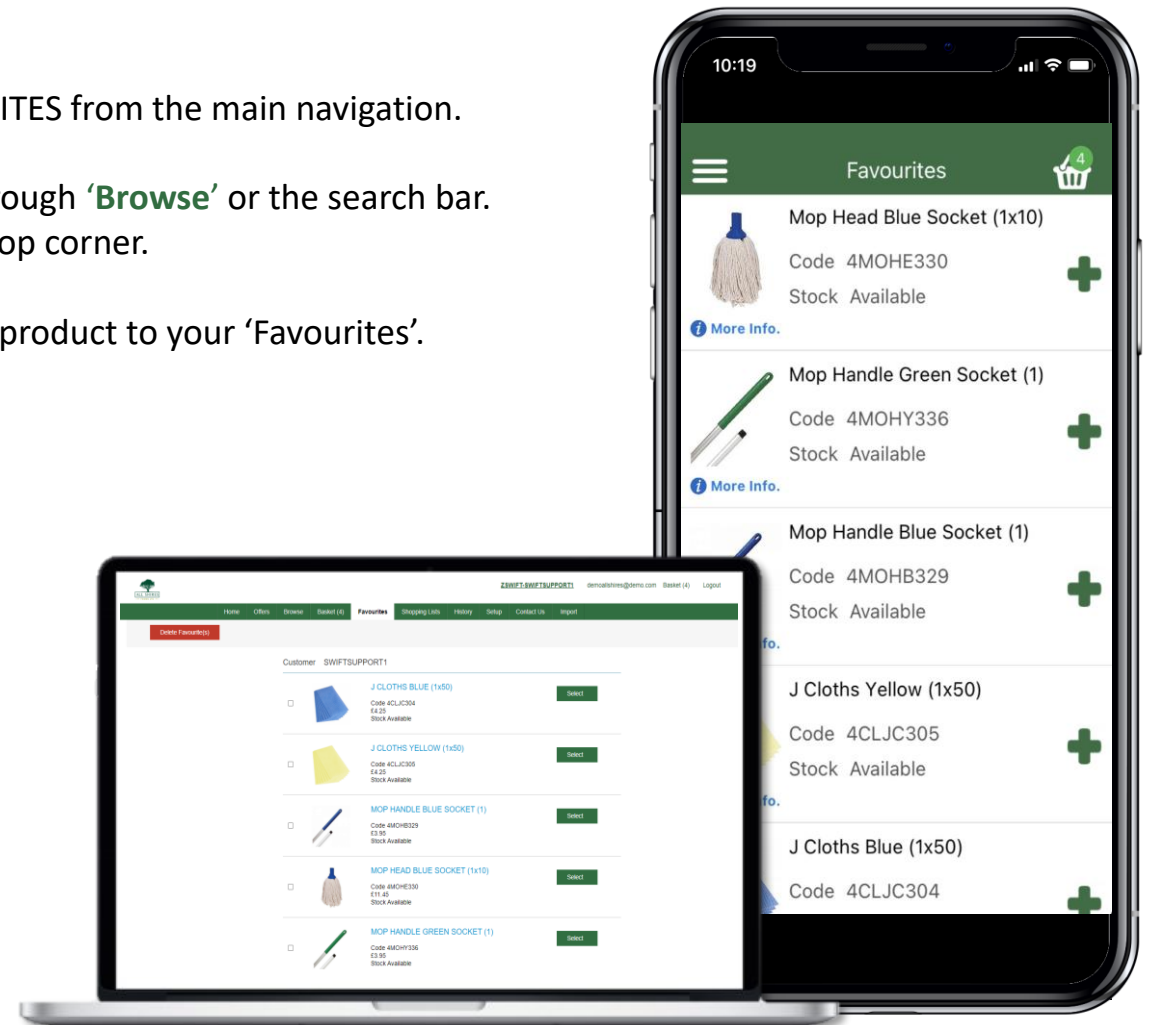 ITES from the main navigation.
rough ‘Browse’ or the search bar.
op corner.
product to your ‘Favourites’.
10:19
Favourites
4
Mop Head Blue Socket (1x10)
Code 4MOHE330
Stock Available
More Info.
Mop Handle Green Socket (1)
Code 4MOHY336
Stock Available
More Info.
Mop Handle Blue Socket (1)
Code 4MOHB329
Stock Available
fo.
J Cloths Yellow (1x50)
Code 4CLJC305
Stock Available
fo.
J Cloths Blue (1x50)
Code 4CLJC304
ZSWIFT-SWIFTSUPPORT1 demoallshires@demo.com Basket (4) Logout
Home Offers Browse Basket (4) Favourites Shopping Lists History Setup Contact Us Import
Delete Favourite(s)
Customer SWIFTSUPPORT1
J CLOTHS BLUE (1x50)
Code 4CLJC304
£4.25
Stock Available
Select
J CLOTHS YELLOW (1x50)
Code 4CLJC305
£4.25
Stock Available
Select
MOP HANDLE BLUE SOCKET (1)
Code 4MOHB329
£3.95
Stock Available
Select
MOP HEAD BLUE SOCKET (1x10)
Code 4MOHE330
£11.45
Stock Available
Select
MOP HANDLE GREEN SOCKET (1)
Code 4MOHY336
£3.95
Stock Available
Select